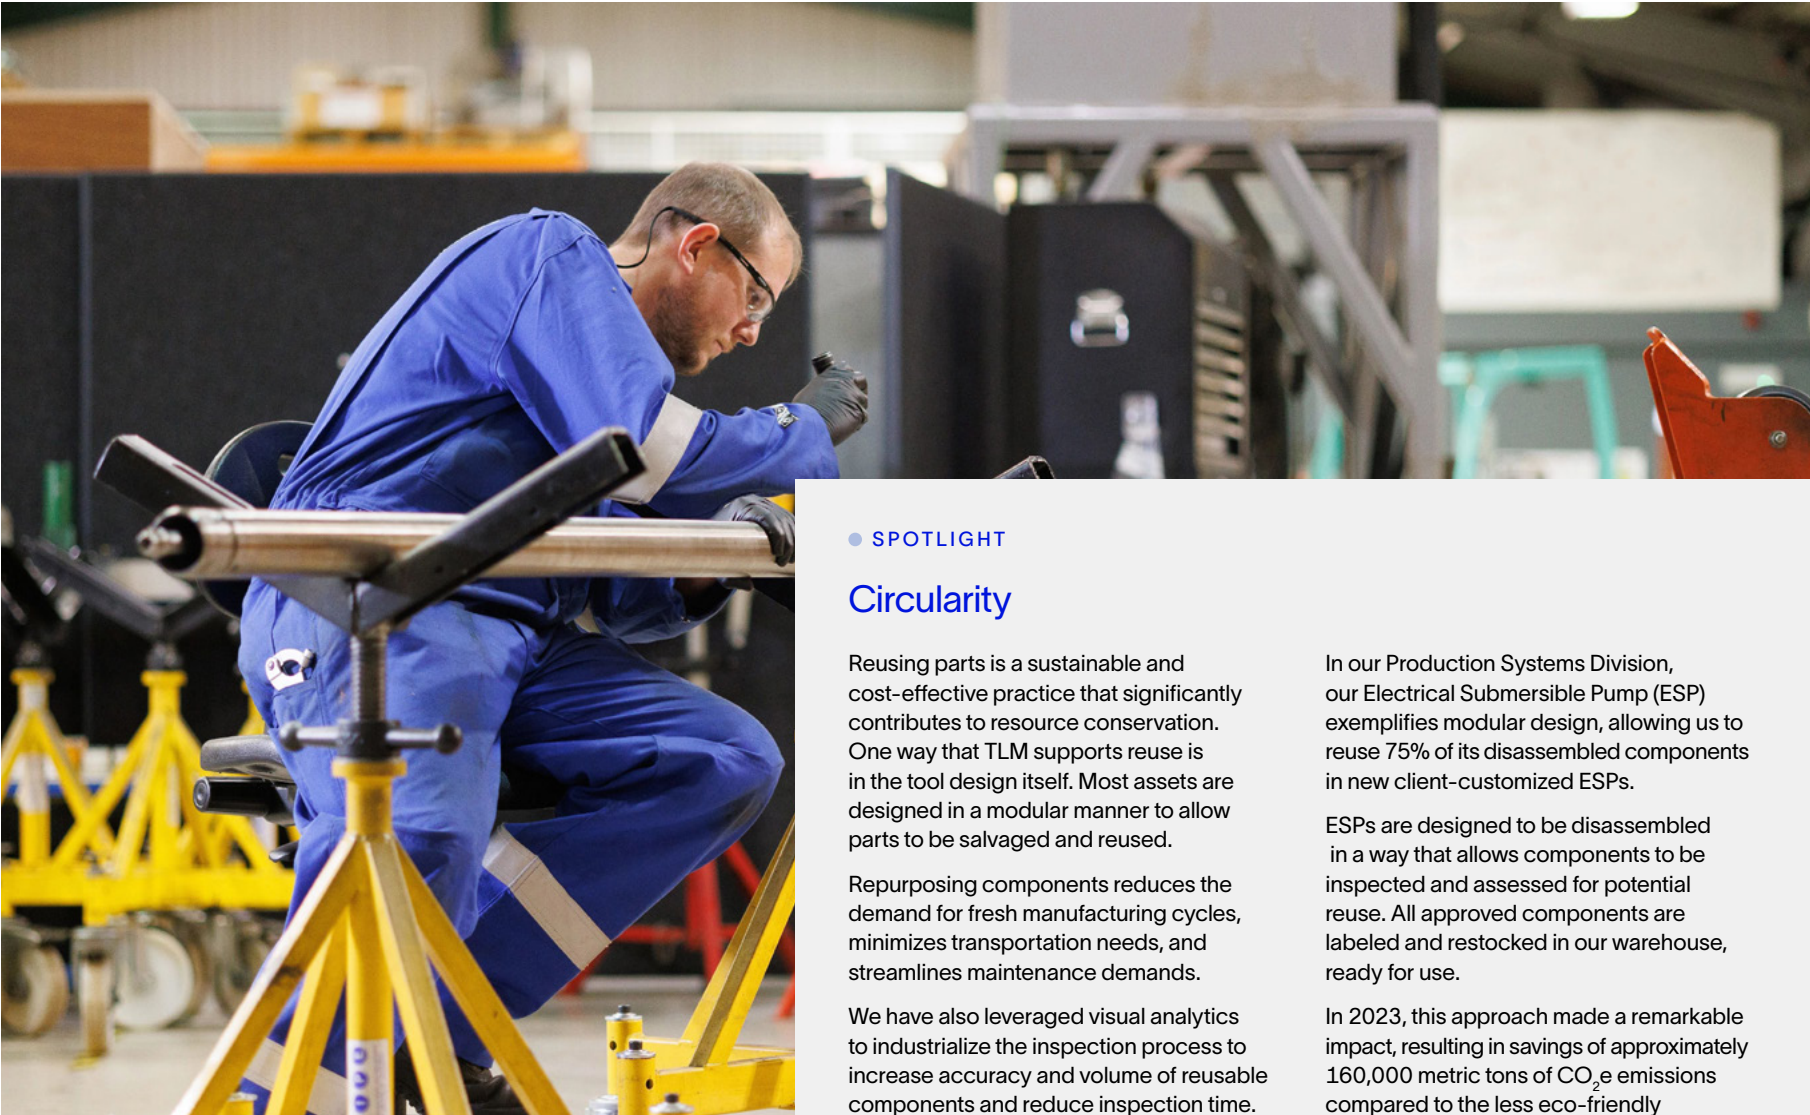 SPOTLIGHT
Circularity
Reusing parts is a sustainable and
cost-effective practice that significantly
contributes to resource conservation.
One way that TLM supports reuse is
in the tool design itself. Most assets are
designed in a modular manner to allow
parts to be salvaged and reused.
Repurposing components reduces the
demand for fresh manufacturing cycles,
minimizes transportation needs, and
streamlines maintenance demands.
We have also leveraged visual analytics
to industrialize the inspection process to
increase accuracy and volume of reusable
components and reduce inspection time.
In our Production Systems Division,
our Electrical Submersible Pump (ESP)
exemplifies modular design, allowing us to
reuse 75% of its disassembled components
in new client-customized ESPs.
ESPs are designed to be disassembled
in a way that allows components to be
inspected and assessed for potential
reuse. All approved components are
labeled and restocked in our warehouse,
ready for use.
In 2023, this approach made a remarkable
impact, resulting in savings of approximately
160,000 metric tons of CO₂e emissions
compared to the less eco-friendly